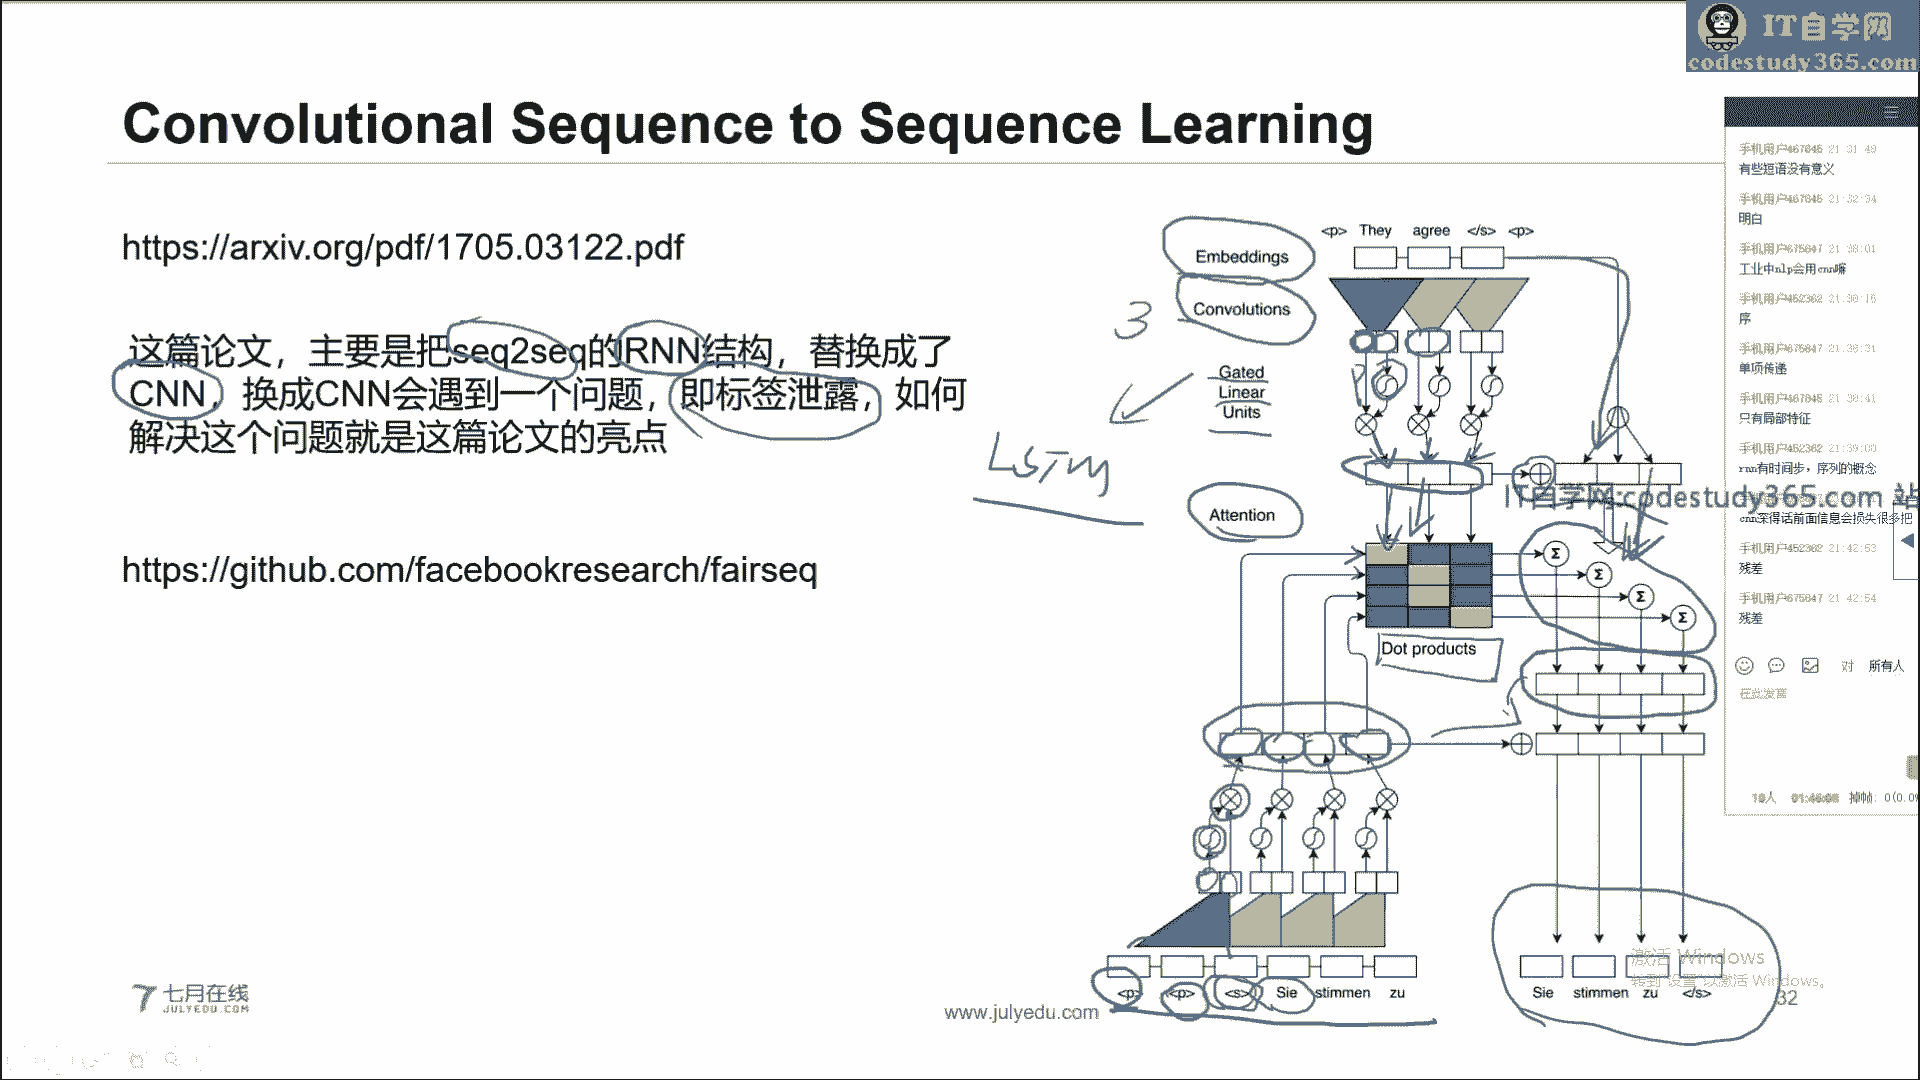 IT自学网
codestudy365.com
Convolutional Sequence to Sequence Learning
https://arxiv.org/pdf/1705.03122.pdf
这篇论文，主要是把seq2seq的RNN结构，替换成了
CNN，换成CNN会遇到一个问题，即标签泄露，如何
解决这个问题就是这篇论文的亮点
https://github.com/facebookresearch/fairseq
LSTM
3
<p> They agree </s> <p>
Embeddings
Convolutions
Gated
Linear
Units
Attention
Dot products
Σ
Σ
Σ
Σ
<p> <p> <s> Sie stimmen zu
Sie stimmen zu </s>
IT自学网:codestudy365.com 站
手机用户467845 21:31:49
有些短语没有意义
手机用户467845 21:32:34
明白
手机用户675847 21:38:01
工业中nlp会用cnn嘛
手机用户452362 21:38:16
序
手机用户675847 21:38:31
单项传递
手机用户467845 21:38:41
只有局部特征
手机用户452362 21:39:00
rnn有时间步，序列的概念
cnn深得话前面信息会损失很多把
手机用户452362 21:42:53
残差
手机用户675847 21:42:54
残差
对 所有人
在此发言
掉帧: 0(0.0
激活 Windows
转到"设置"以激活 Windows。
七月在线
JULYEDU.COM
www.julyedu.com
32